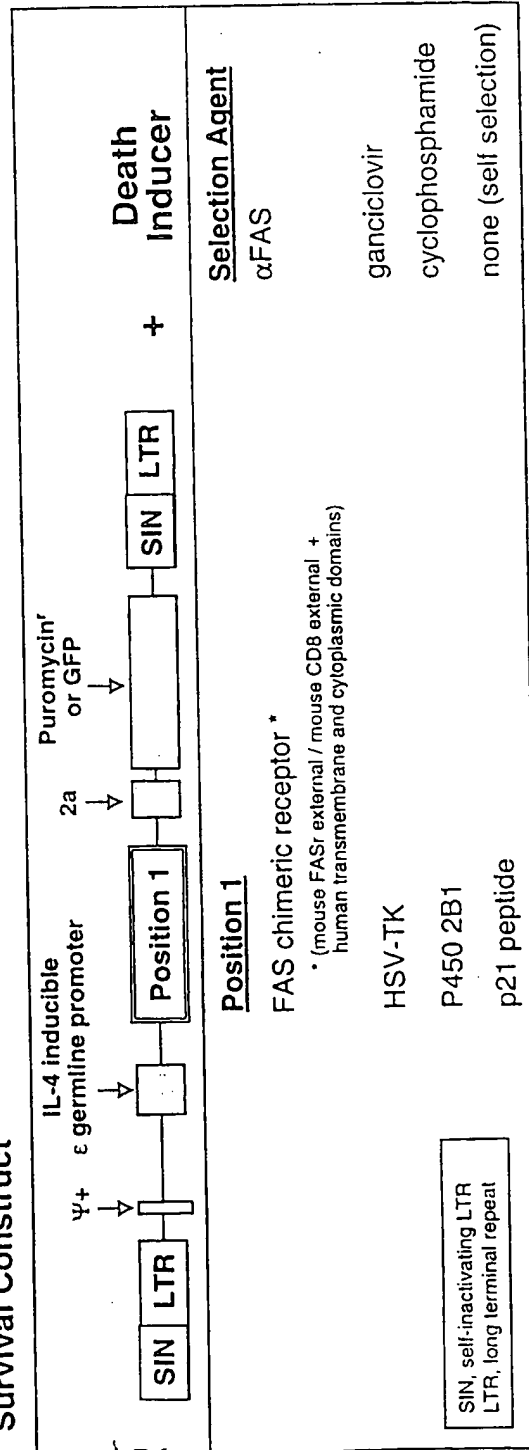 Survival Construct
Ψ+
IL-4 inducible
ε germline promoter
2a
Puromycinʳ
or GFP
SIN LTR
Position 1
SIN LTR
+
Death
Inducer
Position 1
Selection Agent
FAS chimeric receptor *
αFAS
* (mouse FASr external / mouse CD8 external +
human transmembrane and cytoplasmic domains)
HSV-TK
ganciclovir
P450 2B1
cyclophosphamide
p21 peptide
none (self selection)
SIN, self-inactivating LTR
LTR, long terminal repeat